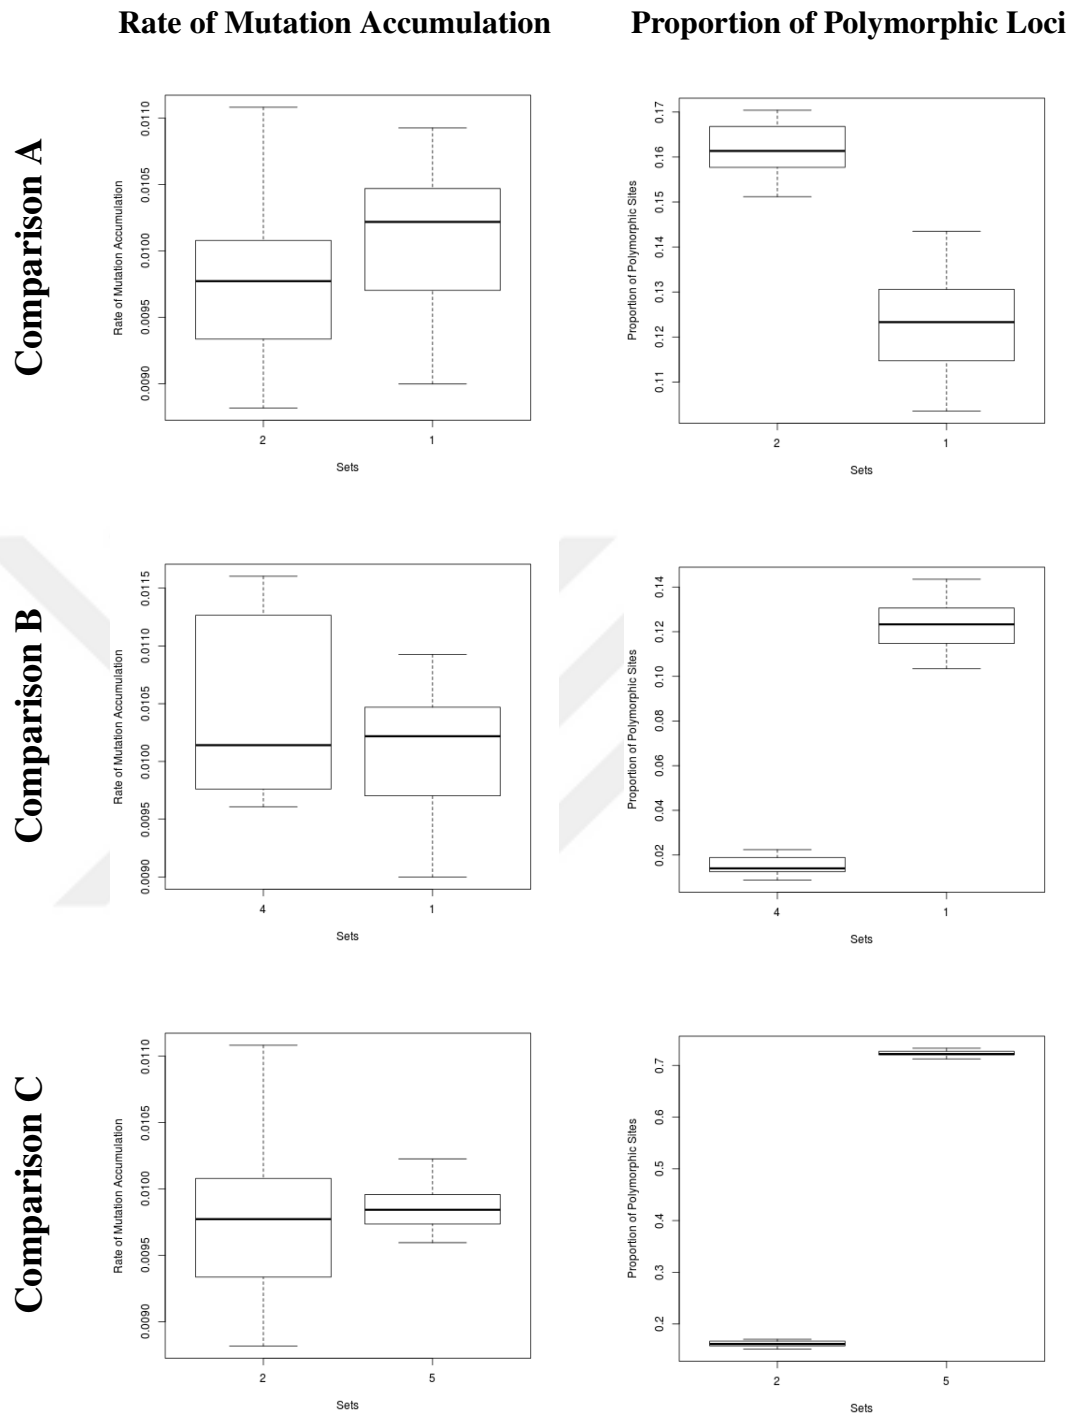 Rate of Mutation Accumulation
Proportion of Polymorphic Loci
Comparison A
Rate of Mutation Accumulation
0.0110
0.0105
0.0100
0.0095
0.0090
2
1
Sets
Proportion of Polymorphic Sites
0.17
0.16
0.15
0.14
0.13
0.12
0.11
2
1
Sets
Comparison B
Rate of Mutation Accumulation
0.0115
0.0110
0.0105
0.0100
0.0095
0.0090
4
1
Sets
Proportion of Polymorphic Sites
0.14
0.12
0.10
0.08
0.06
0.04
0.02
4
1
Sets
Comparison C
Rate of Mutation Accumulation
0.0110
0.0105
0.0100
0.0095
0.0090
2
5
Sets
Proportion of Polymorphic Sites
0.7
0.6
0.5
0.4
0.3
0.2
2
5
Sets